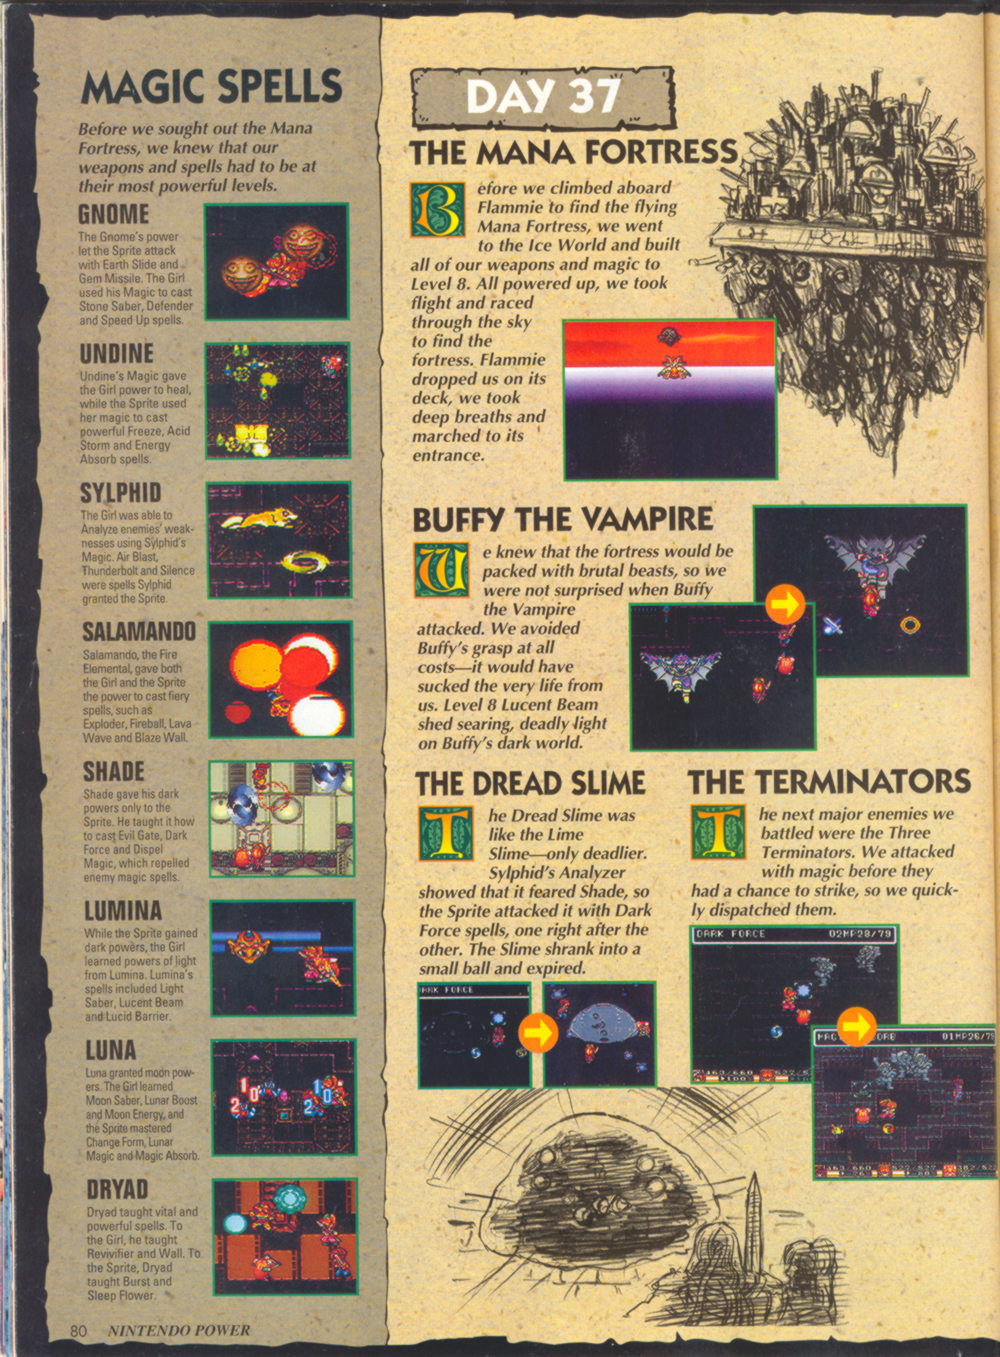 MAGIC SPELLS
Before we sought out the Mana
Fortress, we knew that our
weapons and spells had to be at
their most powerful levels.
GNOME
The Gnome's power
let the Sprite attack
with Earth Slide and
Gem Missile. The Girl
used his Magic to cast
Stone Saber, Defender
and Speed Up spells.
UNDINE
Undine's Magic gave
the Girl power to heal,
while the Sprite used
her magic to cast
powerful Freeze, Acid
Storm and Energy
Absorb spells.
SYLPHID
The Girl was able to
Analyze enemies' weak-
nesses using Sylphid's
Magic. Air Blast,
Thunderbolt and Silence
were spells Sylphid
granted the Sprite.
SALAMANDO
Salamando, the Fire
Elemental, gave both
the Girl and the Sprite
the power to cast fiery
spells, such as
Exploder, Fireball, Lava
Wave and Blaze Wall.
SHADE
Shade gave his dark
powers only to the
Sprite. He taught it how
to cast Evil Gate, Dark
Force and Dispel
Magic, which repelled
enemy magic spells.
LUMINA
While the Sprite gained
dark powers, the Girl
learned powers of light
from Lumina. Lumina's
spells included Light
Saber, Lucent Beam
and Lucid Barrier.
LUNA
Luna granted moon pow-
ers. The Girl learned
Moon Saber, Lunar Boost
and Moon Energy, and
the Sprite mastered
Change Form, Lunar
Magic and Magic Absorb.
DRYAD
Dryad taught vital and
powerful spells. To
the Girl, he taught
Revivifier and Wall. To
the Sprite, Dryad
taught Burst and
Sleep Flower.
80 NINTENDO POWER
DAY 37
THE MANA FORTRESS
Before we climbed aboard
Flammie to find the flying
Mana Fortress, we went
to the Ice World and built
all of our weapons and magic to
Level 8. All powered up, we took
flight and raced
through the sky
to find the
fortress. Flammie
dropped us on its
deck, we took
deep breaths and
marched to its
entrance.
BUFFY THE VAMPIRE
We knew that the fortress would be
packed with brutal beasts, so we
were not surprised when Buffy
the Vampire
attacked. We avoided
Buffy's grasp at all
costs—it would have
sucked the very life from
us. Level 8 Lucent Beam
shed searing, deadly light
on Buffy's dark world.
THE DREAD SLIME
The Dread Slime was
like the Lime
Slime—only deadlier.
Sylphid's Analyzer
showed that it feared Shade, so
the Sprite attacked it with Dark
Force spells, one right after the
other. The Slime shrank into a
small ball and expired.
ARK FORCE
THE TERMINATORS
The next major enemies we
battled were the Three
Terminators. We attacked
with magic before they
had a chance to strike, so we quick-
ly dispatched them.
DARK FORCE 02MP28/79
ORB 01MP26/79